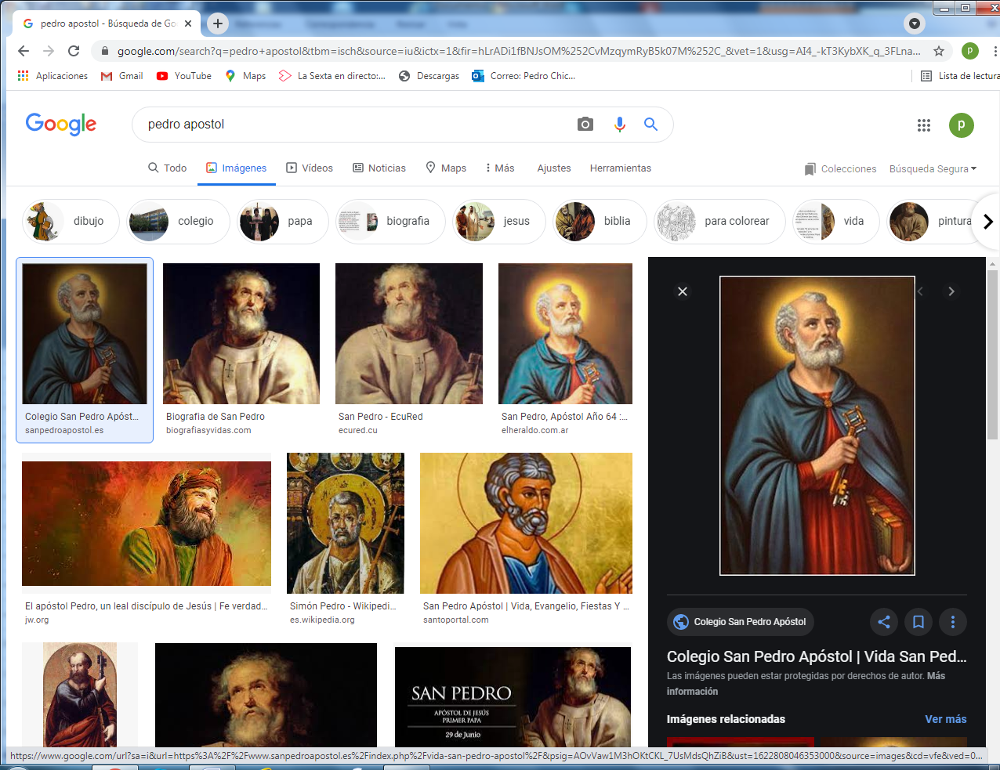 pedro apostol - Búsqueda de Go
google.com/search?q=pedro+apostol&tbm=isch&source=iu&ictx=1&fir=hLrADi1fBNJsOM%252CvMzqymRyB5k07M%252C_&vet=1&usg=AI4_-kT3KybXK_q_3FLna...
p
Aplicaciones
Gmail
YouTube
Maps
La Sexta en directo:...
Descargas
Correo: Pedro Chic...
Lista de lectura
Google
pedro apostol
p
Todo
Imágenes
Vídeos
Noticias
Maps
Más
Ajustes
Herramientas
Colecciones
Búsqueda Segura
dibujo
colegio
papa
biografia
jesus
biblia
para colorear
vida
pintura
Colegio San Pedro Apóst...
sanpedroapostol.es
Biografia de San Pedro
biografiasyvidas.com
San Pedro - EcuRed
ecured.cu
San Pedro, Apóstol Año 64 :...
elheraldo.com.ar
El apóstol Pedro, un leal discípulo de Jesús | Fe verdad...
jw.org
Simón Pedro - Wikipedi...
es.wikipedia.org
San Pedro Apóstol | Vida, Evangelio, Fiestas Y ...
santoportal.com
SAN PEDRO
APÓSTOL DE JESÚS
PRIMER PAPA
29 de Junio
Colegio San Pedro Apóstol
Colegio San Pedro Apóstol | Vida San Ped...
Las imágenes pueden estar protegidas por derechos de autor. Más
información
Imágenes relacionadas
Ver más
https://www.google.com/url?sa=i&url=https%3A%2F%2Fwww.sanpedroapostol.es%2Findex.php%2Fvida-san-pedro-apostol%2F&psig=AOvVaw1M3hOKtCKL_7UsMdsQhZiB&ust=1622808046353000&source=images&cd=vfe&ved=0...